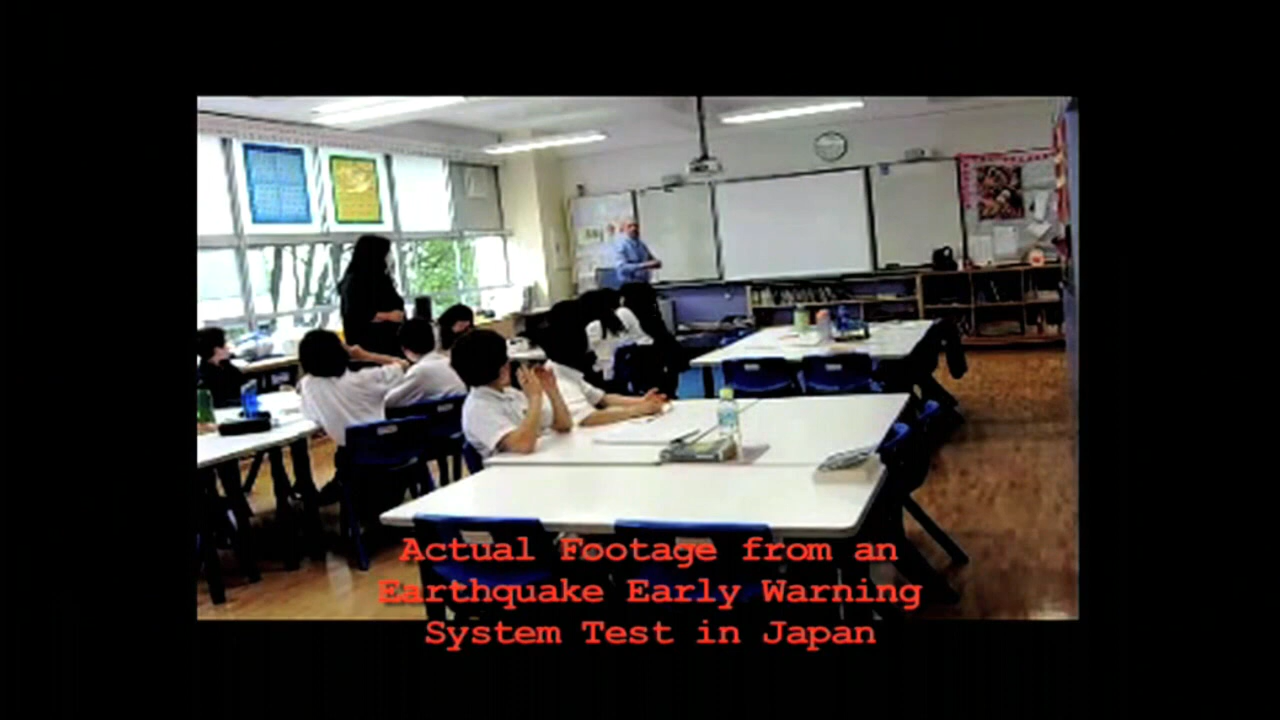 Actual Footage from an
Earthquake Early Warning
System Test in Japan